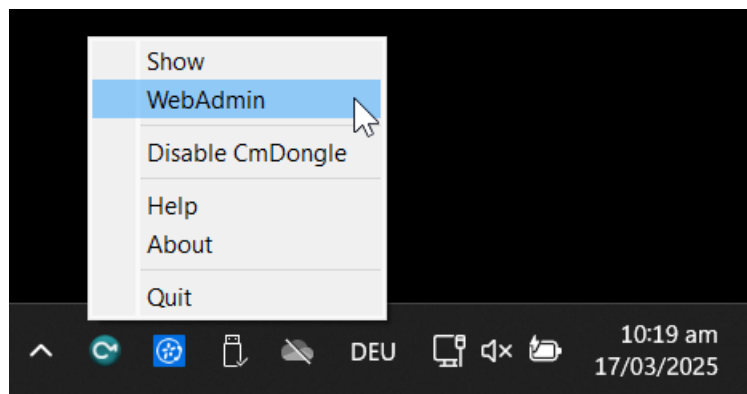 Show
WebAdmin
Disable CmDongle
Help
About
Quit
DEU
10:19 am
17/03/2025